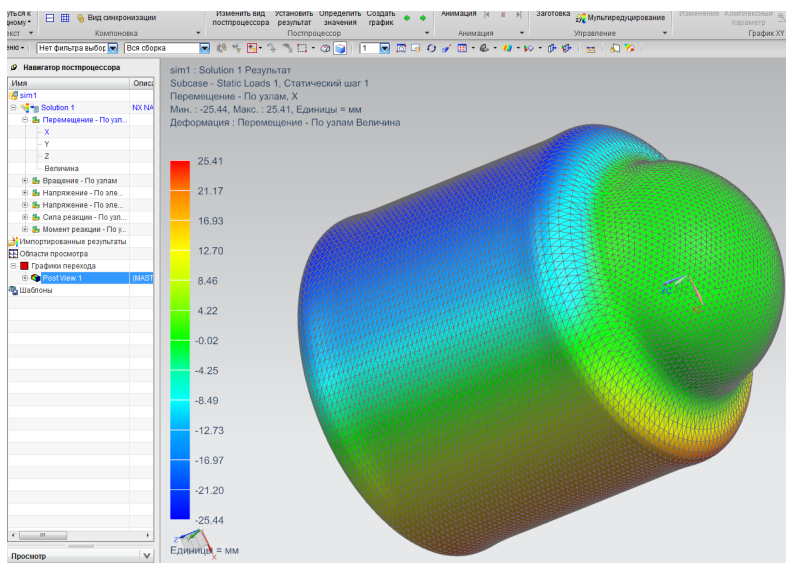 Вид синхронизации
Изменить вид постпроцессора
Установить результат
Определить значения
Создать график
Анимация
Заготовка
Мультиредуцирование
Изменение
Комплексный параметр
Компоновка
Постпроцессор
Анимация
Управление
График XY
Нет фильтра выбор
Вся сборка
1
Навигатор постпроцессора
Имя
sim1
Solution 1 NX NA
Перемещение - По узл...
X
Y
Z
Величина
Вращение - По узлам
Напряжение - По эле...
Напряжение - По эле...
Сила реакции - По узл...
Момент реакции - По у...
Импортированные результаты
Области просмотра
Графики перехода
Post View 1 (MAST
Шаблоны
Просмотр
sim1 : Solution 1 Результат
Subcase - Static Loads 1, Статический шаг 1
Перемещение - По узлам, X
Мин. : -25.44, Макс. : 25.41, Единицы = мм
Деформация : Перемещение - По узлам Величина
25.41
21.17
16.93
12.70
8.46
4.22
-0.02
-4.25
-8.49
-12.73
-16.97
-21.20
-25.44
Единицы = мм
Z
X